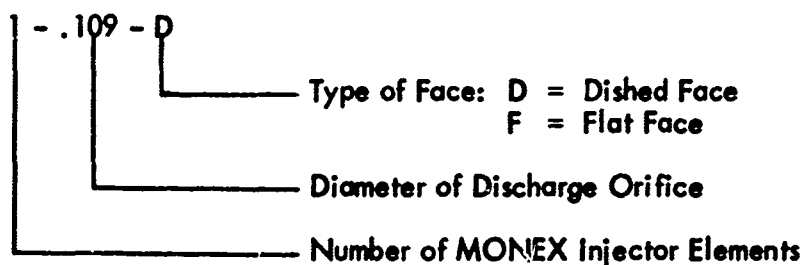 1 - .109 - D
Type of Face: D = Dished Face
F = Flat Face
Diameter of Discharge Orifice
Number of MONEX Injector Elements